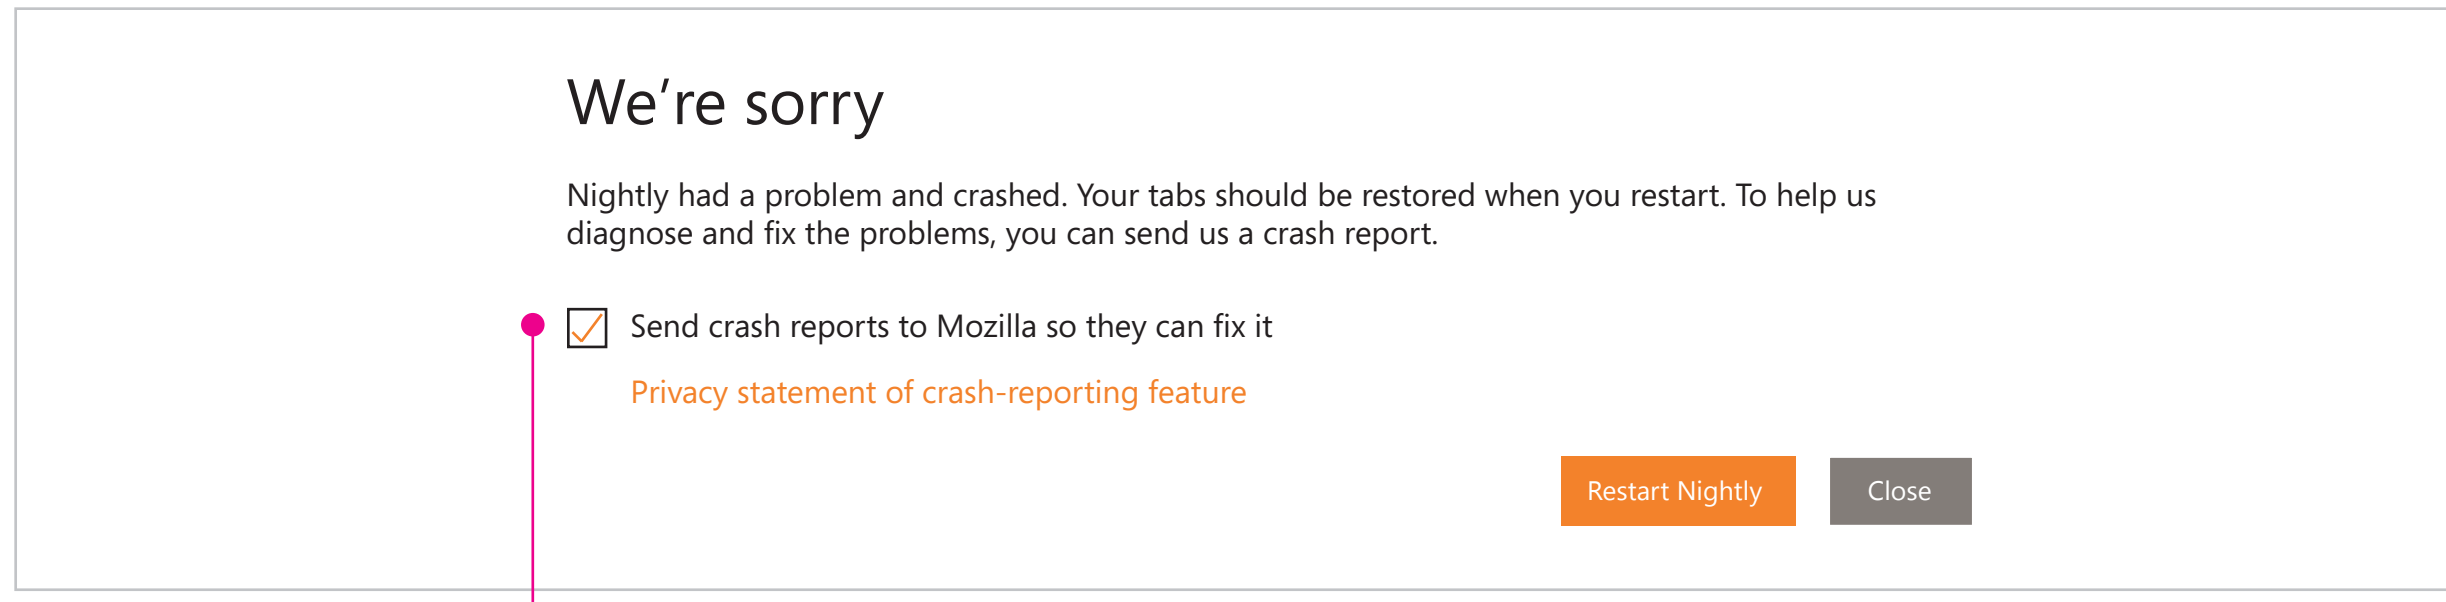 We’re sorry
Nightly had a problem and crashed. Your tabs should be restored when you restart. To help us
diagnose and fix the problems, you can send us a crash report.
Send crash reports to Mozilla so they can fix it
Privacy statement of crash-reporting feature
Restart Nightly
Close